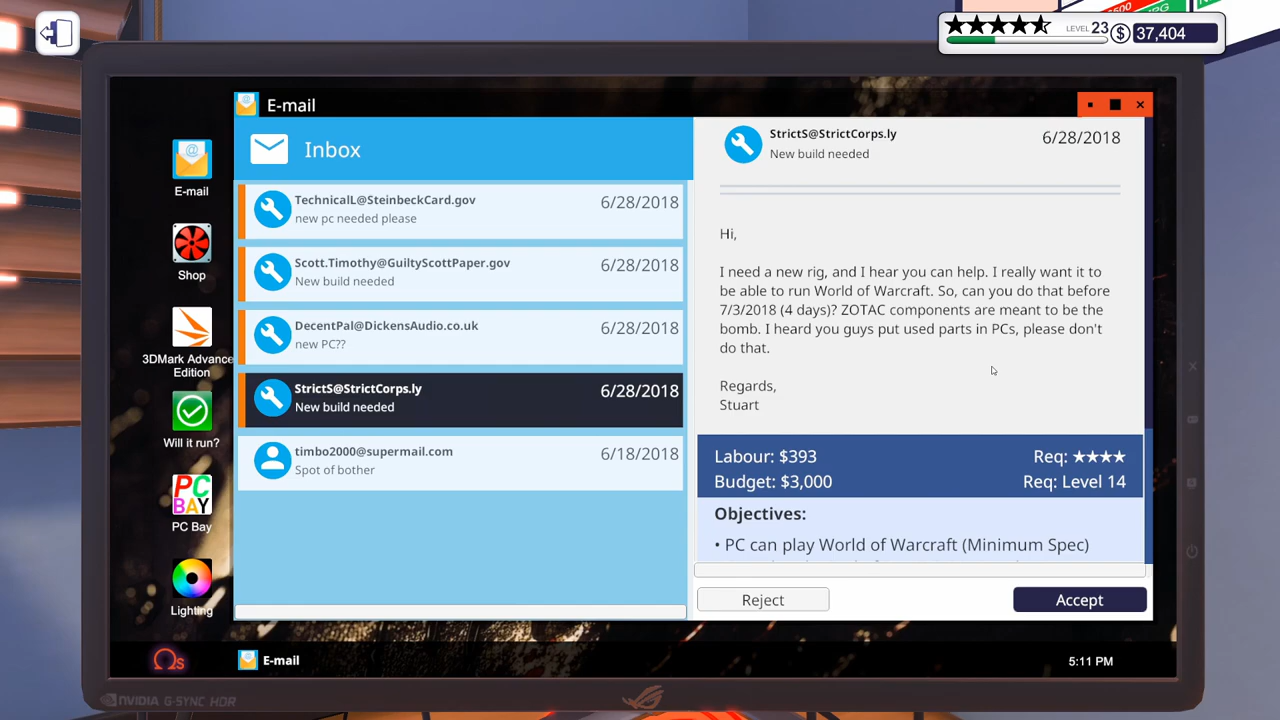 LEVEL 23 $ 37,404
E-mail
Inbox
TechnicalL@SteinbeckCard.gov 6/28/2018
new pc needed please
Scott.Timothy@GuiltyScottPaper.gov 6/28/2018
New build needed
DecentPal@DickensAudio.co.uk 6/28/2018
new PC??
StrictS@StrictCorps.ly 6/28/2018
New build needed
timbo2000@supermail.com 6/18/2018
Spot of bother
StrictS@StrictCorps.ly 6/28/2018
New build needed
Hi,
I need a new rig, and I hear you can help. I really want it to
be able to run World of Warcraft. So, can you do that before
7/3/2018 (4 days)? ZOTAC components are meant to be the
bomb. I heard you guys put used parts in PCs, please don't
do that.
Regards,
Stuart
Labour: $393 Req: ★★★★
Budget: $3,000 Req: Level 14
Objectives:
• PC can play World of Warcraft (Minimum Spec)
Reject Accept
E-mail
Shop
3DMark Advance
Edition
Will it run?
PC
BAY
PC Bay
Lighting
Ωs E-mail 5:11 PM
NVIDIA G-SYNC HDR